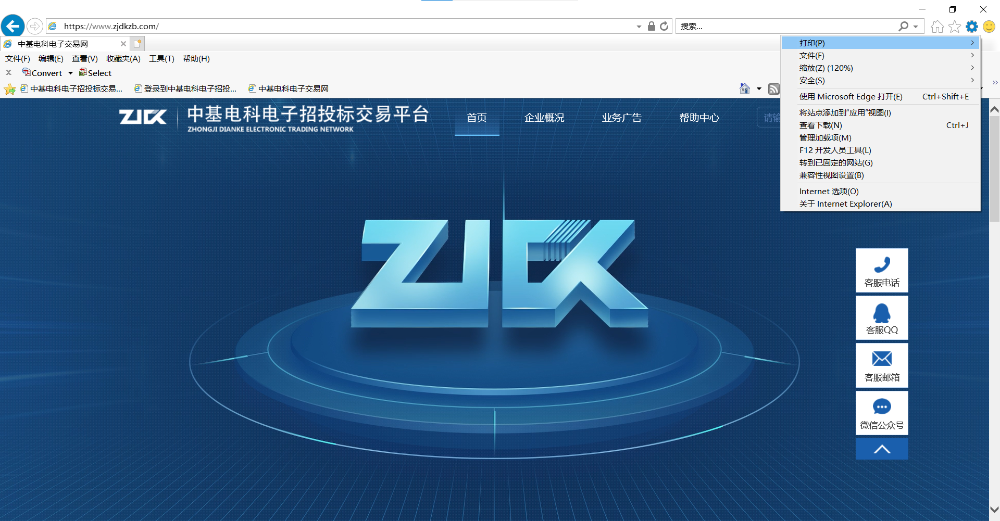 https://www.zjdkzb.com/
搜索...
中基电科电子交易网
文件(F) 编辑(E) 查看(V) 收藏夹(A) 工具(T) 帮助(H)
x Convert Select
中基电科电子招投标交易... 登录到中基电科电子招投... 中基电科电子交易网
打印(P)
文件(F)
缩放(Z) (120%)
安全(S)
使用 Microsoft Edge 打开(E) Ctrl+Shift+E
将站点添加到“应用”视图(I)
查看下载(N) Ctrl+J
管理加载项(M)
F12 开发人员工具(L)
转到已固定的网站(G)
兼容性视图设置(B)
Internet 选项(O)
关于 Internet Explorer(A)
ZJCK 中基电科电子招投标交易平台
ZHONGJI DIANKE ELECTRONIC TRADING NETWORK
首页 企业概况 业务广告 帮助中心 请输
ZJCK
客服电话
客服QQ
客服邮箱
微信公众号